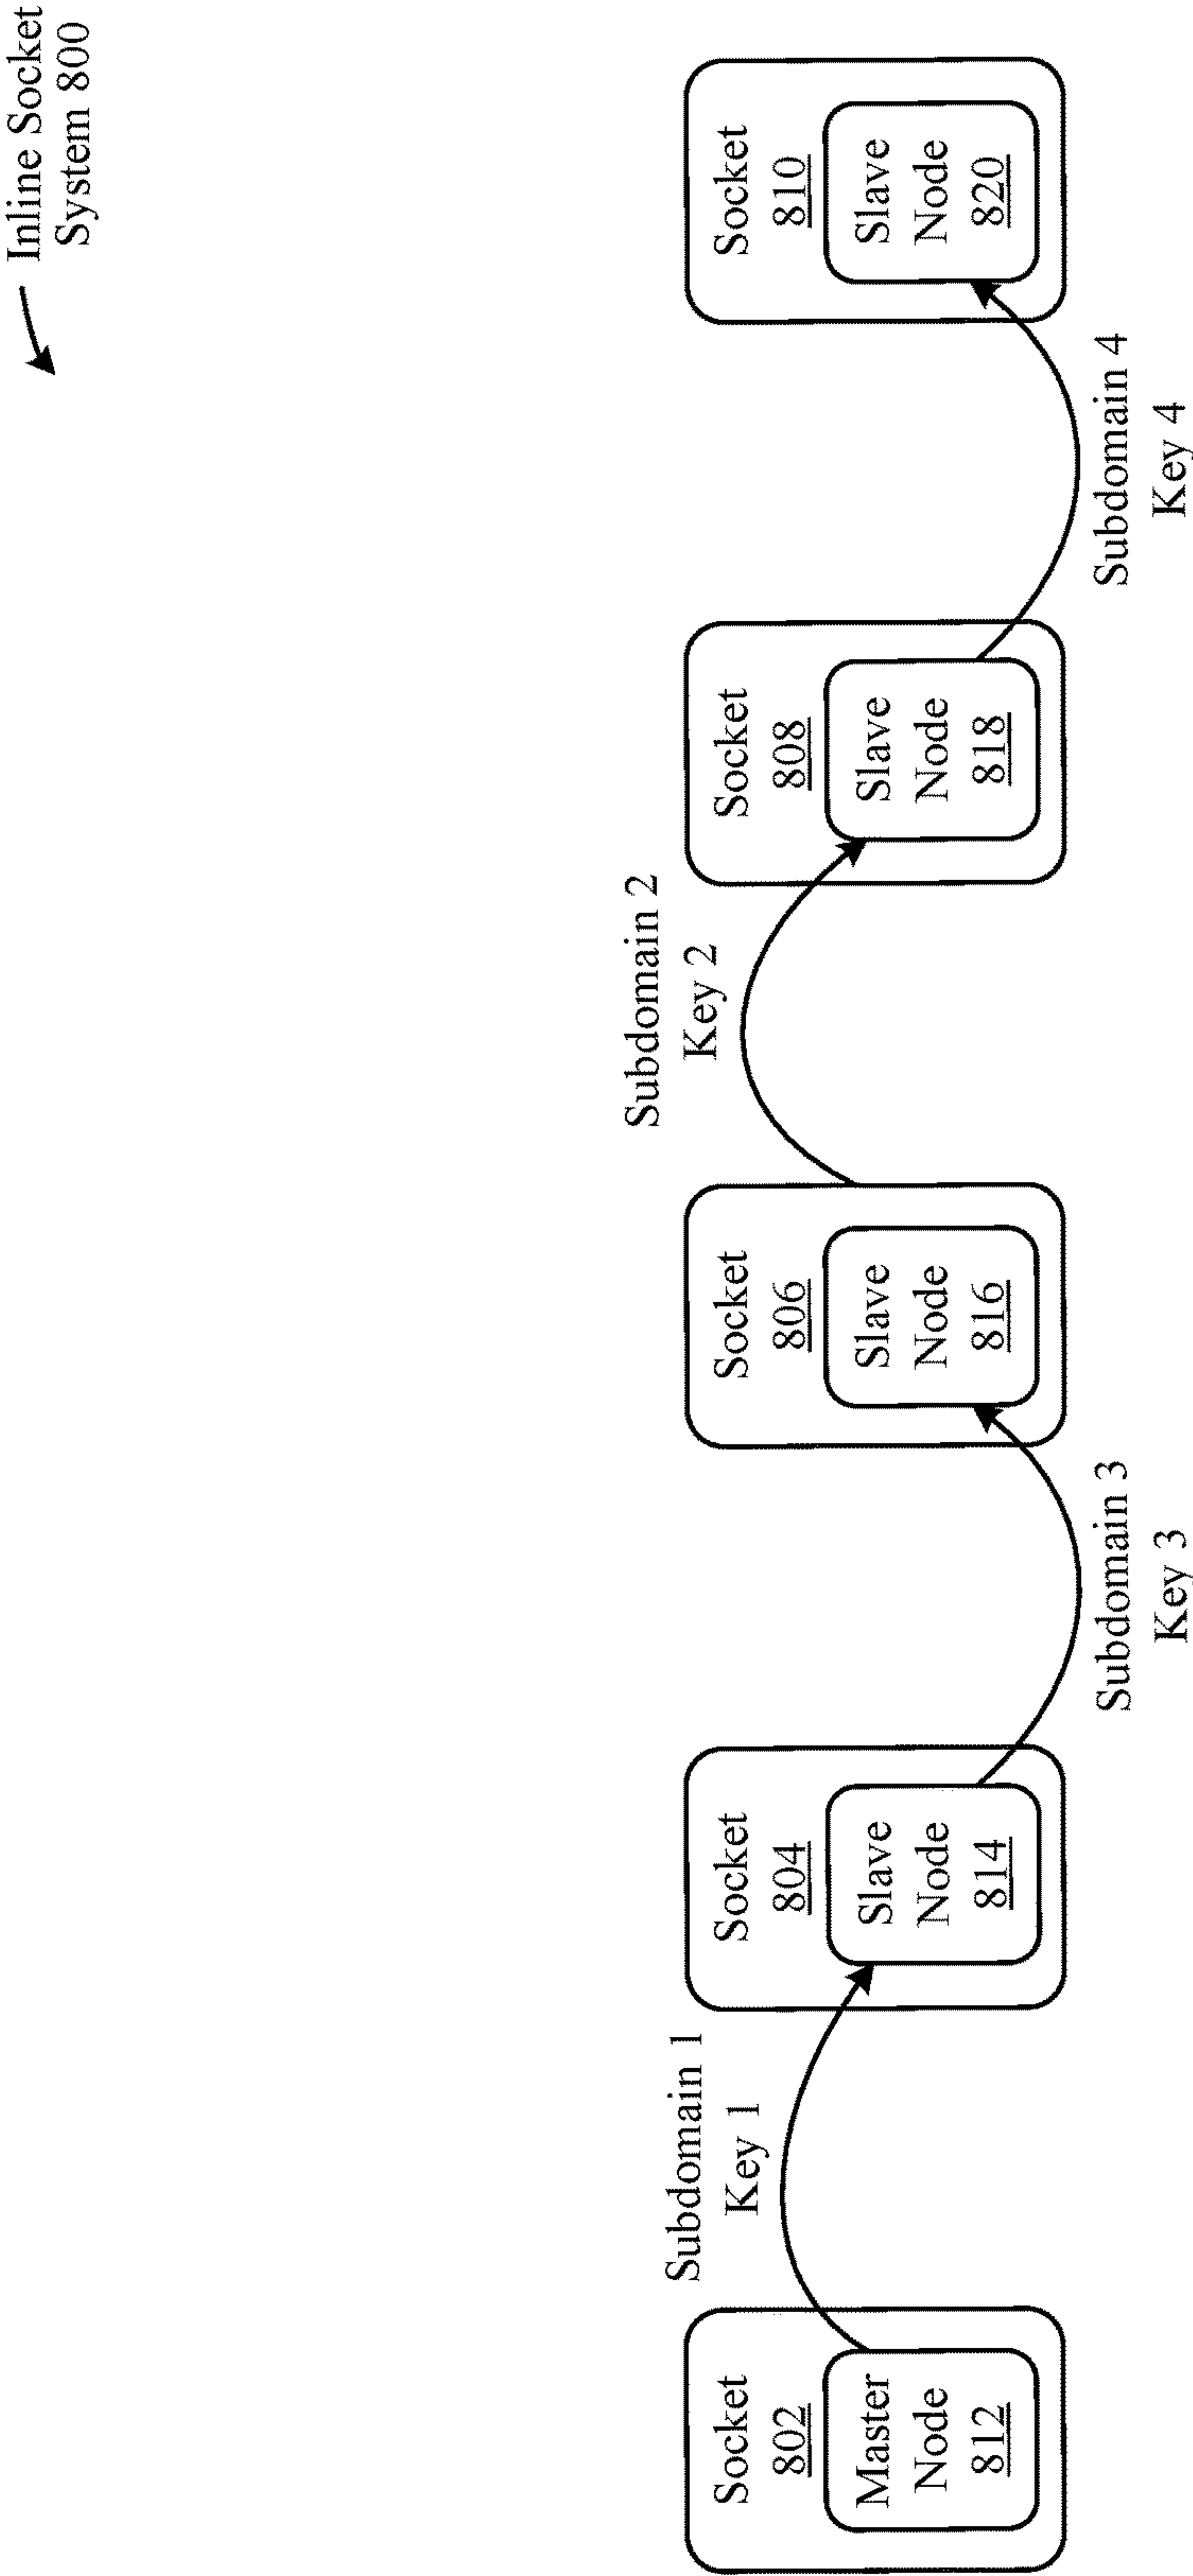 Inline Socket
System 800
Socket
802
Master
Node
812
Subdomain 1
Key 1
Socket
804
Slave
Node
814
Subdomain 3
Key 3
Socket
806
Slave
Node
816
Subdomain 2
Key 2
Socket
808
Slave
Node
818
Subdomain 4
Key 4
Socket
810
Slave
Node
820